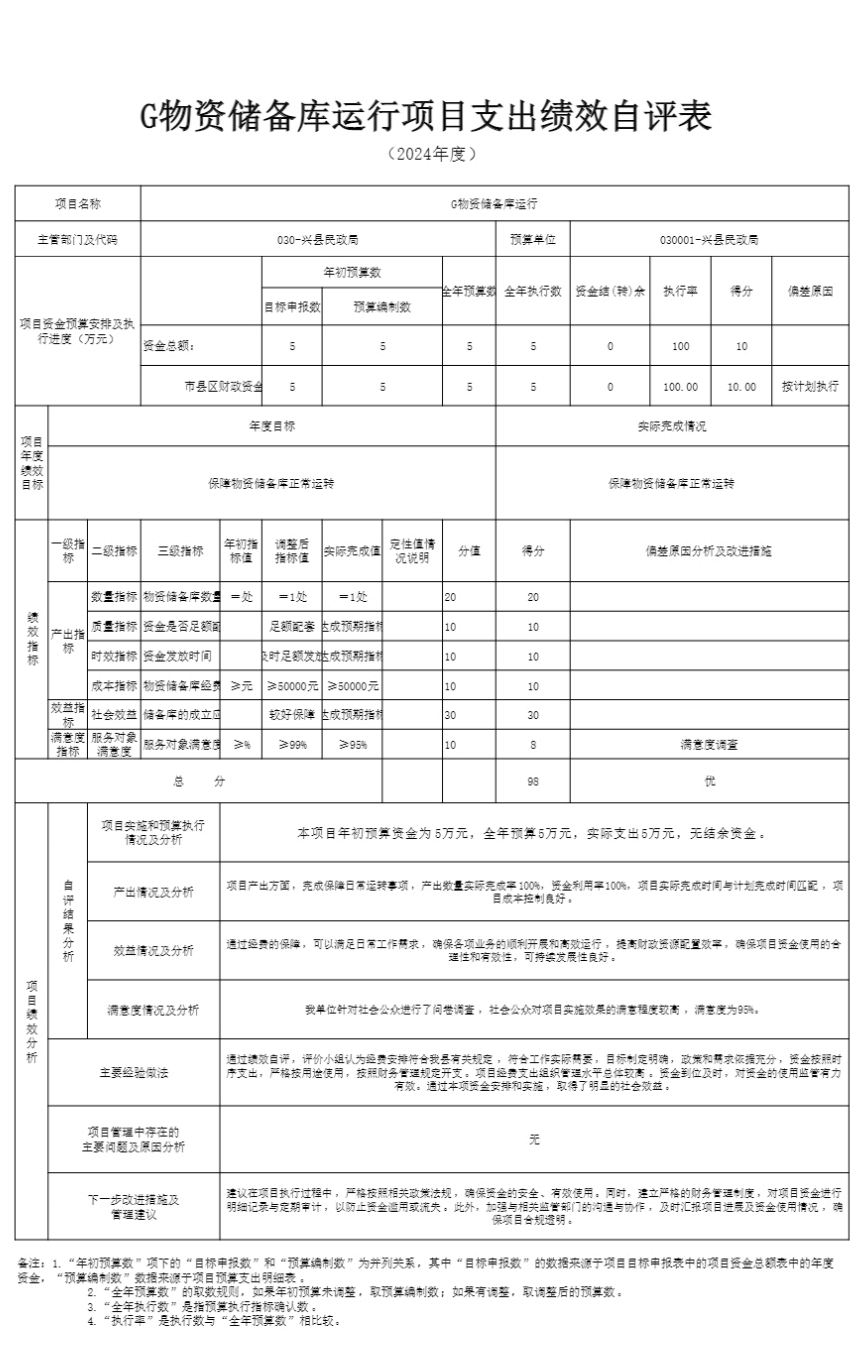 G物资储备库运行项目支出绩效自评表
（2024年度）
项目名称 G物资储备库运行
主管部门及代码 030-兴县民政局 预算单位 030001-兴县民政局
项目资金预算安排及执行进度（万元） 年初预算数 全年预算数 全年执行数 资金结(转)余 执行率 得分 偏差原因
目标申报数 预算编制数
资金总额： 5 5 5 5 0 100 10
市县区财政资金 5 5 5 5 0 100.00 10.00 按计划执行
项目年度绩效目标 年度目标 实际完成情况
保障物资储备库正常运转 保障物资储备库正常运转
绩效指标 一级指标 二级指标 三级指标 年初指标值 调整后指标值 实际完成值 定性值情况说明 分值 得分 偏差原因分析及改进措施
产出指标 数量指标 物资储备库数量 ＝处 ＝1处 ＝1处 20 20
质量指标 资金是否足额配 足额配套 达成预期指标 10 10
时效指标 资金发放时间 及时足额发放 达成预期指标 10 10
成本指标 物资储备库经费 ≥元 ≥50000元 ≥50000元 10 10
效益指标 社会效益 储备库的成立应 较好保障 达成预期指标 30 30
满意度指标 服务对象满意度 服务对象满意度 ≥% ≥99% ≥95% 10 8 满意度调查
总 分 98 优
项目绩效分析 自评结果分析 项目实施和预算执行情况及分析 本项目年初预算资金为5万元，全年预算5万元，实际支出5万元，无结余资金。
产出情况及分析 项目产出方面，完成保障日常运转事项，产出数量实际完成率100%，资金利用率100%，项目实际完成时间与计划完成时间匹配，项
目成本控制良好。
效益情况及分析 通过经费的保障，可以满足日常工作需求，确保各项业务的顺利开展和高效运行，提高财政资源配置效率，确保项目资金使用的合
理性和有效性，可持续发展性良好。
满意度情况及分析 我单位针对社会公众进行了问卷调查，社会公众对项目实施效果的满意程度较高，满意度为95%。
主要经验做法 通过绩效自评，评价小组认为经费安排符合我县有关规定，符合工作实际需要，目标制定明确，政策和需求依据充分，资金按照时
序支出，严格按用途使用，按照财务管理规定开支。项目经费支出组织管理水平总体较高。资金到位及时，对资金的使用监管有力
有效。通过本项资金安排和实施，取得了明显的社会效益。
项目管理中存在的主要问题及原因分析 无
下一步改进措施及管理建议 建议在项目执行过程中，严格按照相关政策法规，确保资金的安全、有效使用。同时，建立严格的财务管理制度，对项目资金进行
明细记录与定期审计，以防止资金滥用或流失。此外，加强与相关监管部门的沟通与协作，及时汇报项目进展及资金使用情况，确
保项目合规透明。
备注：1.“年初预算数”项下的“目标申报数”和“预算编制数”为并列关系，其中“目标申报数”的数据来源于项目目标申报表中的项目资金总额表中的年度
资金，“预算编制数”数据来源于项目预算支出明细表。
2.“全年预算数”的取数规则，如果年初预算未调整，取预算编制数；如果有调整，取调整后的预算数。
3.“全年执行数”是指预算执行指标确认数。
4.“执行率”是执行数与“全年预算数”相比较。